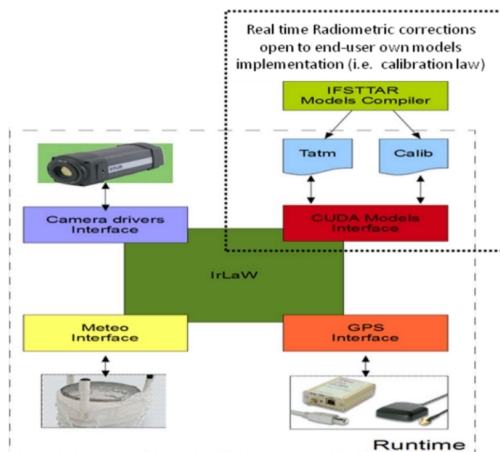 Real time Radiometric corrections
open to end-user own models
implementation (i.e. calibration law)
IFSTTAR
Models Compiler
Tatm
Calib
Camera drivers
Interface
CUDA Models
Interface
IrLaW
Meteo
Interface
GPS
Interface
Runtime